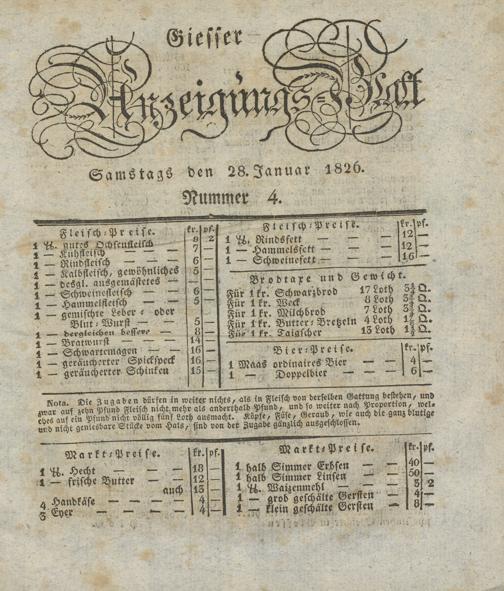 Giesser
Anzeigungs-Blatt
Samstags den 28. Januar 1826.
Nummer 4.
Fleisch-Preise. kr. pf.
1 ℔. gutes Ochsenfleisch 8 2
1 — Kuhfleisch 7 —
1 — Rindfleisch 6 —
1 — Kalbfleisch, gewöhnliches 5 —
1 — desgl. ausgemästetes —
1 — Schweinefleisch — 6 —
1 — Hammelfleisch — 5 —
1 — gemischte Leber- oder
Blut-Wurst — — 5 —
1 — dergleichen bessere — 8 —
1 — Bratwurst — — 14 —
1 — Schwartemagen — — 16 —
1 — geräucherter Spickspeck 16 —
1 — geräucherter Schinken 15 —
Fleisch-Preise. kr. pf.
1 ℔. Rindsfett — — 12 —
1 — Hammelsfett — — 12 —
1 — Schweinefett — — 16 —
Brodtaxe und Gewicht.
Für 1 kr. Schwarzbrod 17 Loth
Für 1 kr. Weck 8 Loth
Für 1 kr. Milchbrod 7 Loth
Für 1 kr. Butter-Bretzeln 4 Loth
Für 1 kr. Taigscher 13 Loth
Bier-Preise. kr. pf.
1 Maas ordinaires Bier — — 4 —
1 — Doppelbier — — 6 —
Nota. Die Zugaben dürfen in weiter nichts, als in Fleisch von derselben Gattung bestehen, und
zwar auf zehn Pfund Fleisch nicht mehr als anderthalb Pfund, und so weiter nach Proportion, wel-
ches auf ein Pfund nicht völlig fünf Loth ausmacht. Köpfe, Füße, Geraud, wie auch die ganz blutige
und nicht geniesbare Stücke vom Hals, sind von der Zugabe gänzlich ausgeschlossen.
Markt-Preise. kr. pf.
1 ℔. Hecht — — — 18 —
1 — frische Butter — — 12 —
auch 13 —
4 Handkäse — — — 4 —
3 Eyer — — — — 4 —
Markt-Preise. kr. pf.
1 halb Simmer Erbsen — — 40 —
1 halb Simmer Linsen — — 50 —
1 ℔. Waizenmehl — — — 3 2
1 — grob geschälte Gersten — 4 —
1 — klein geschälte Gersten — 8 —